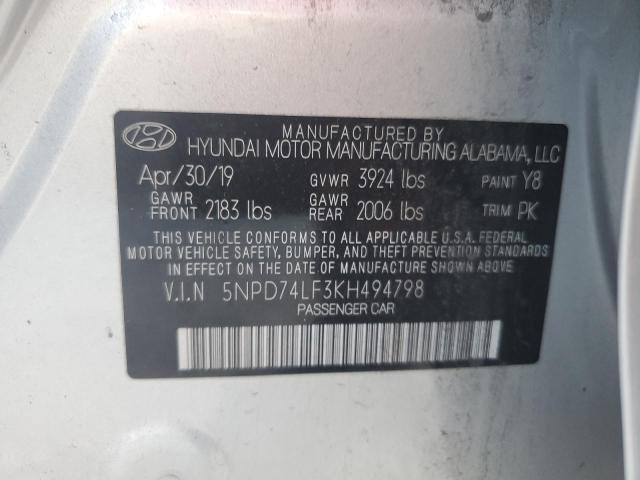 MANUFACTURED BY
HYUNDAI MOTOR MANUFACTURING ALABAMA, LLC
Apr/30/19 GVWR 3924 lbs PAINT Y8
GAWR FRONT 2183 lbs GAWR REAR 2006 lbs TRIM PK
THIS VEHICLE CONFORMS TO ALL APPLICABLE U.S.A. FEDERAL
MOTOR VEHICLE SAFETY, BUMPER, AND THEFT PREVENTION STANDARDS
IN EFFECT ON THE DATE OF MANUFACTURE SHOWN ABOVE.
V.I.N 5NPD74LF3KH494798
PASSENGER CAR